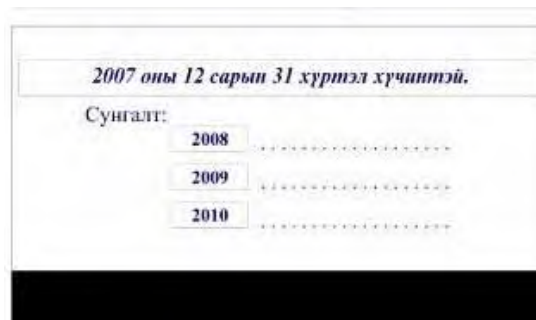 2007 оны 12 сарын 31 хүртэл хүчинтэй.
Сунгалт:
2008 ...................
2009 ...................
2010 ...................